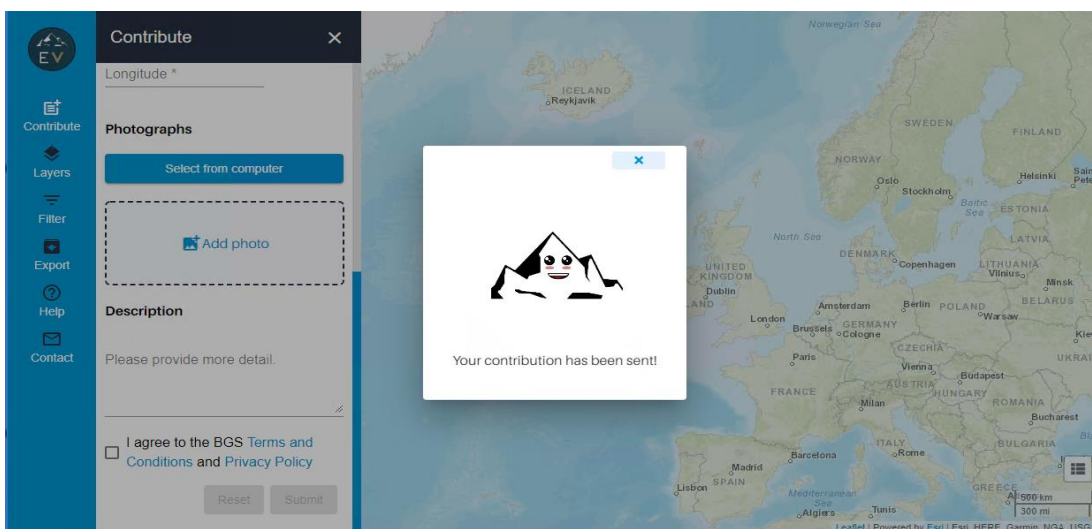 EV
Contribute
Layers
Filter
Export
Help
Contact
Contribute
Longitude *
Photographs
Select from computer
Add photo
Description
Please provide more detail.
I agree to the BGS Terms and
Conditions and Privacy Policy
Reset Submit
Your contribution has been sent!
Norwegian Sea
ICELAND
Reykjavik
SWEDEN
FINLAND
NORWAY
Oslo
Helsinki
Stockholm
Baltic
Sea
ESTONIA
North Sea
LATVIA
DENMARK
Copenhagen
LITHUANIA
Vilnius
UNITED
KINGDOM
Minsk
Dublin
BELARUS
Amsterdam
Berlin
POLAND
Warsaw
London
Brussels
GERMANY
Cologne
CZECHIA
Paris
Vienna
Budapest
AUSTRIA
HUNGARY
FRANCE
Milan
ROMANIA
Bucharest
ITALY
BULGARIA
Barcelona
Rome
Madrid
Lisbon
SPAIN
Mediterranean
Sea
GREECE
Algiers
Tunis
500 km
300 mi
Leaflet | Powered by Esri | Esri, HERE, Garmin, NGA,